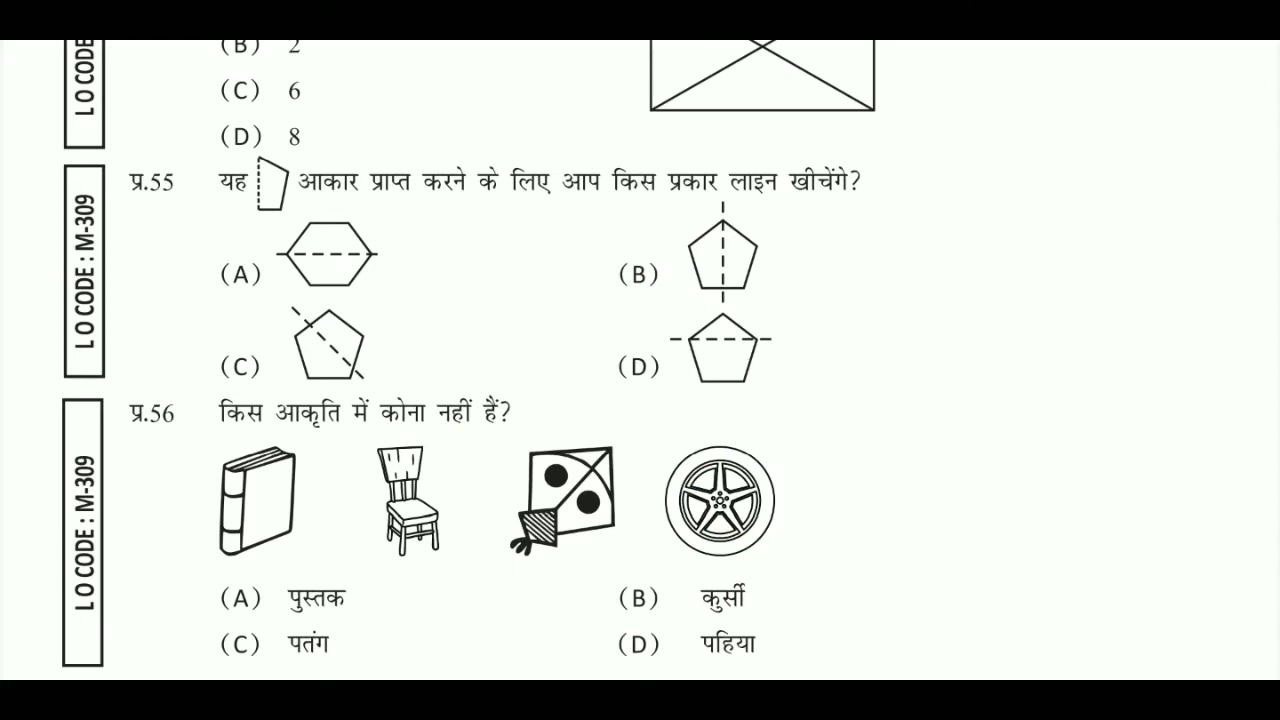 L O CODE
(B) 2
(C) 6
(D) 8
L O CODE : M-309
प्र.55 यह आकार प्राप्त करने के लिए आप किस प्रकार लाइन खीचेंगे?
(A) (B)
(C) (D)
L O CODE : M-309
प्र.56 किस आकृति में कोना नहीं हैं?
(A) पुस्तक (B) कुर्सी
(C) पतंग (D) पहिया